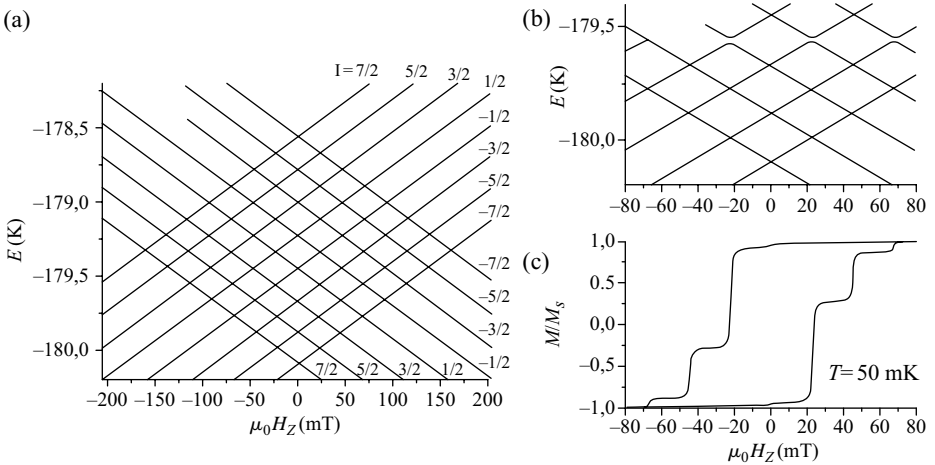 (a)
I = 7/2 5/2 3/2 1/2
–1/2
–3/2
–5/2
–7/2
–7/2
–5/2
–3/2
–1/2
7/2 5/2 3/2 1/2
E (K)
–178,5
–179,0
–179,5
–180,0
–200 –150 –100 –50 0 50 100 150 200
μ₀H_Z (mT)
(b)
E (K)
–179,5
–180,0
–80 –60 –40 –20 0 20 40 60 80
(c)
M/M_s
1,0
0,5
0,0
–0,5
–1,0
T = 50 mK
–80 –60 –40 –20 0 20 40 60 80
μ₀H_Z (mT)